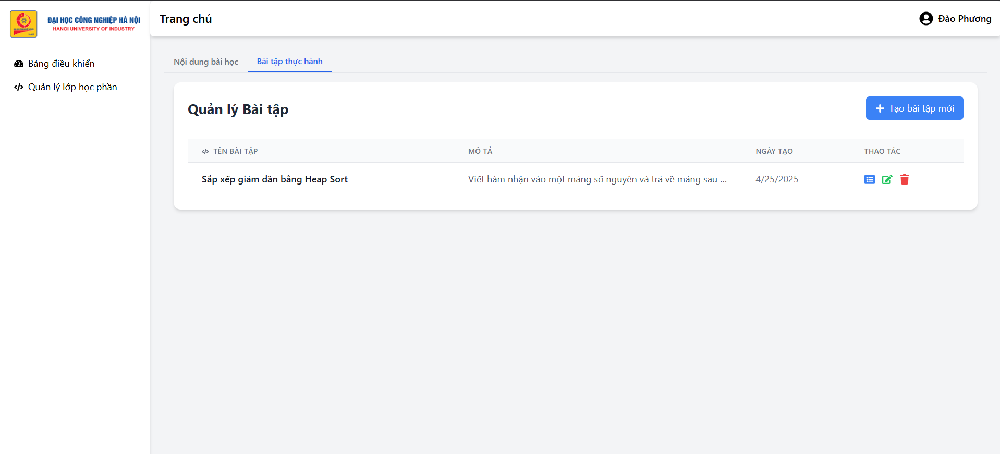 ĐẠI HỌC CÔNG NGHIỆP HÀ NỘI
HANOI UNIVERSITY OF INDUSTRY
Trang chủ
Đào Phương
Bảng điều khiển
Quản lý lớp học phần
Nội dung bài học
Bài tập thực hành
Quản lý Bài tập
Tạo bài tập mới
TÊN BÀI TẬP
MÔ TẢ
NGÀY TẠO
THAO TÁC
Sắp xếp giảm dần bằng Heap Sort
Viết hàm nhận vào một mảng số nguyên và trả về mảng sau ...
4/25/2025